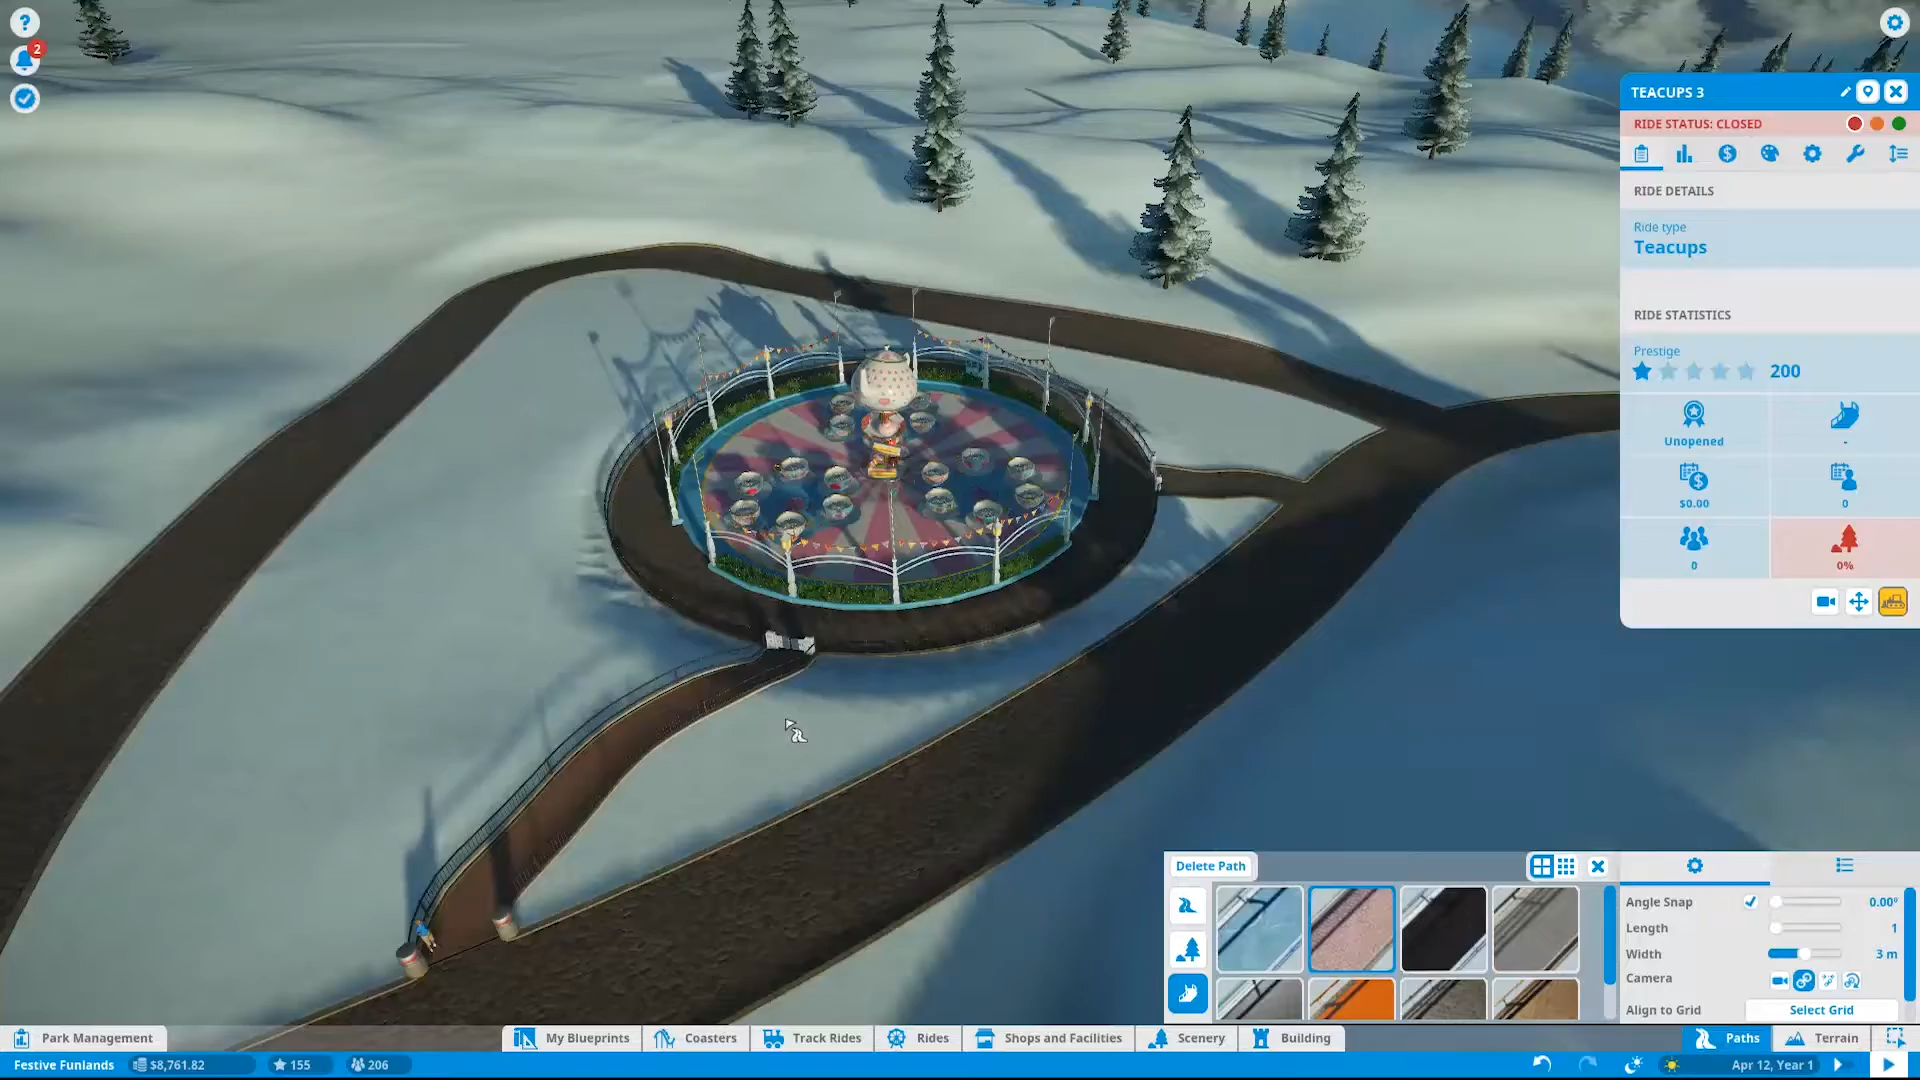 ?
2
TEACUPS 3
RIDE STATUS: CLOSED
RIDE DETAILS
Ride type
Teacups
RIDE STATISTICS
Prestige
200
Unopened
-
$0.00
0
0
0%
Delete Path
Angle Snap
0.00°
Length
1
Width
3 m
Camera
Align to Grid
Select Grid
Park Management
My Blueprints
Coasters
Track Rides
Rides
Shops and Facilities
Scenery
Building
Paths
Terrain
Festive Funlands
$8,761.82
155
206
Apr 12, Year 1